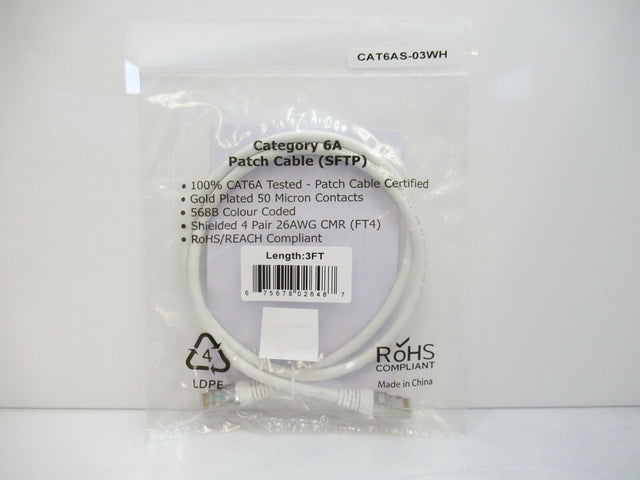 CAT6AS-03WH
Category 6A
Patch Cable (SFTP)
• 100% CAT6A Tested - Patch Cable Certified
• Gold Plated 50 Micron Contacts
• 568B Colour Coded
• Shielded 4 Pair 26AWG CMR (FT4)
• RoHS/REACH Compliant
Length:3FT
6 75678 02648 7
4
LDPE
RoHS
COMPLIANT
Made in China